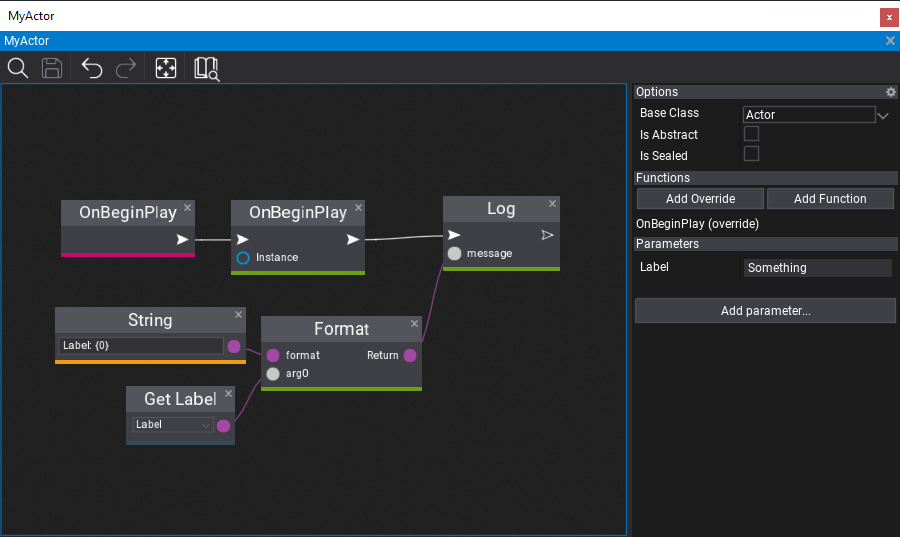 MyActor
MyActor
OnBeginPlay
OnBeginPlay
Instance
Log
message
String
Label: {0}
Format
format
Return
arg0
Get Label
Label
Options
Base Class
Actor
Is Abstract
Is Sealed
Functions
Add Override
Add Function
OnBeginPlay (override)
Parameters
Label
Something
Add parameter...